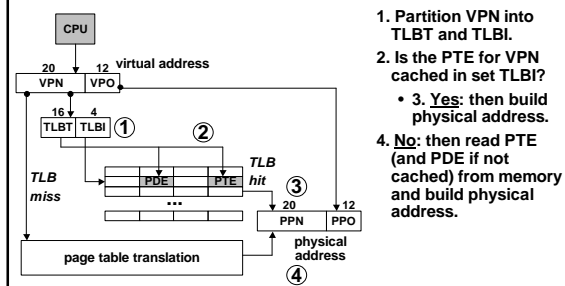 CPU
virtual address
20 12
VPN VPO
16 4
TLBT TLBI
1
2
TLB
miss
TLB
hit
PDE PTE
...
3
20 12
PPN PPO
physical
address
page table translation
4
1. Partition VPN into
TLBT and TLBI.
2. Is the PTE for VPN
cached in set TLBI?
• 3. Yes: then build
physical address.
4. No: then read PTE
(and PDE if not
cached) from memory
and build physical
address.